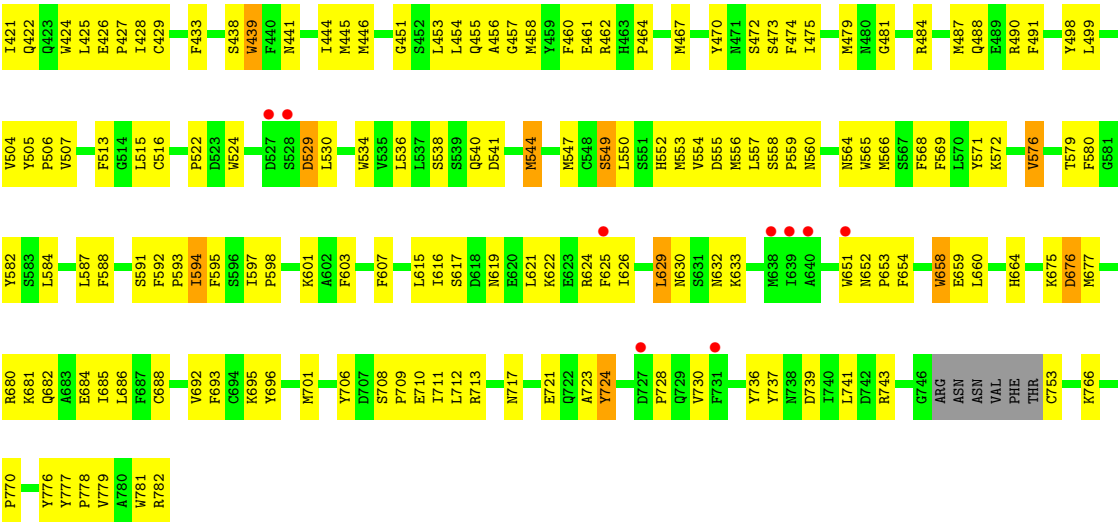 I421 Q422 Q423 W424 L425 E426 P427 I428 C429 F433 S438 W439 F440 N441 I444 M445 M446 G451 S452 L453 L454 Q455 A456 G457 M458 Y459 F460 E461 R462 H463 P464 M467 Y470 N471 S472 S473 F474 I475 M479 N480 G481 R484 M487 Q488 E489 R490 F491 Y498 L499
V504 Y505 P506 V507 F513 G514 L515 C516 P522 D523 W524 D527 S528 D529 L530 W534 V535 L536 L537 S538 S539 Q540 D541 M544 M547 C548 S549 L550 S551 H552 M553 V554 D555 M556 L557 S558 P559 N560 N564 W565 M566 S567 F568 F569 L570 Y571 K572 V576 T579 F580 G581
Y582 S583 L584 L587 F588 S591 F592 P593 I594 F595 S596 I597 P598 K601 A602 F603 F607 L615 I616 S617 D618 N619 E620 L621 K622 E623 R624 F625 I626 L629 N630 S631 N632 K633 M638 I639 A640 W651 N652 P653 F654 W658 E659 L660 H664 K675 D676 M677
R680 K681 Q682 A683 E684 I685 L686 F687 C688 V692 F693 C694 K695 Y696 M701 Y706 D707 S708 P709 E710 I711 L712 R713 N717 E721 Q722 A723 Y724 D727 P728 Q729 V730 F731 Y736 Y737 N738 D739 I740 L741 D742 R743 G746 ARG ASN ASN VAL PHE THR C753 K766
P770 Y776 Y777 P778 V779 A780 W781 R782